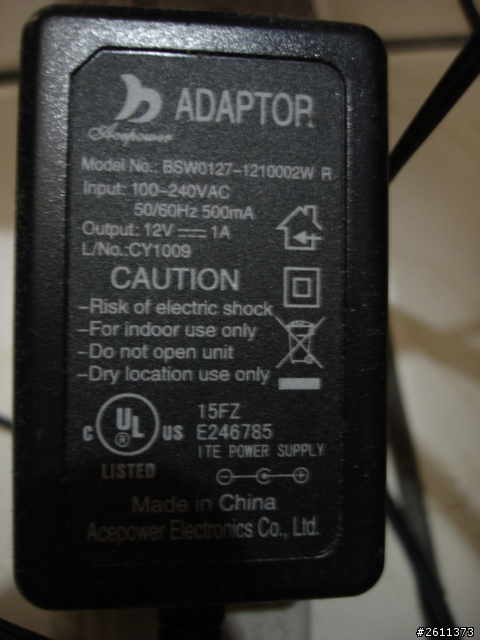 ADAPTOR
Acepower
Model No.: BSW0127-1210002W R
Input: 100-240VAC
50/60Hz 500mA
Output: 12V ⎓ 1A
L/No.:CY1009
CAUTION
-Risk of electric shock
-For indoor use only
-Do not open unit
-Dry location use only
C UL ® US
LISTED
15FZ
E246785
ITE POWER SUPPLY
Made in China
Acepower Electronics Co., Ltd.
#2611373